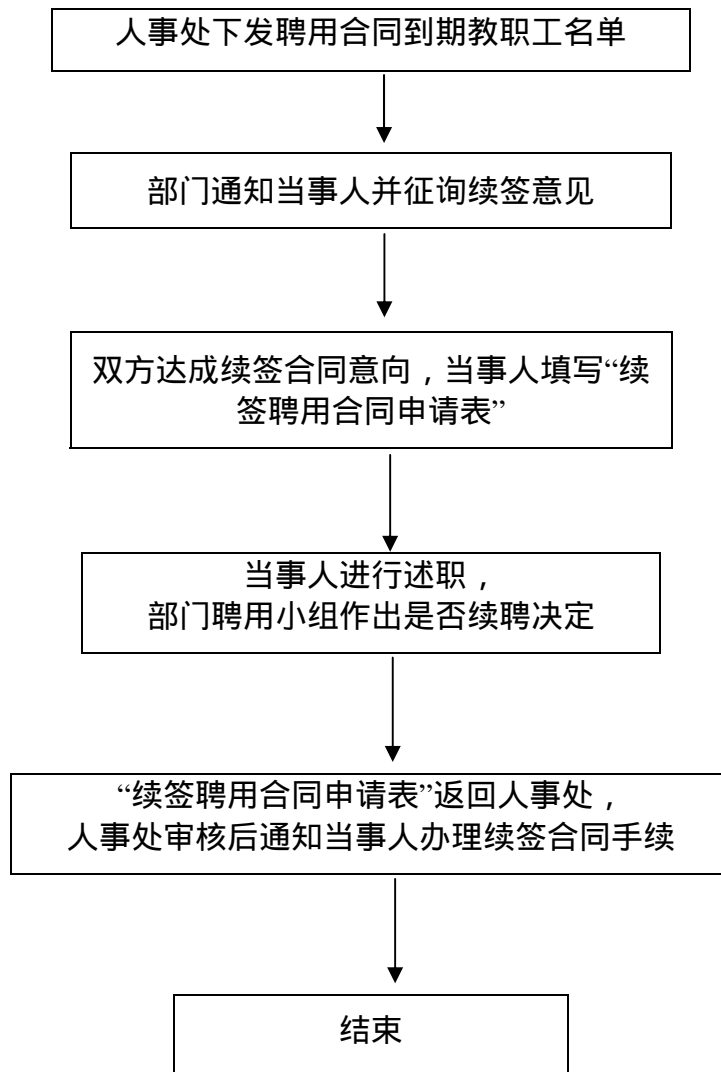 人事处下发聘用合同到期教职工名单
部门通知当事人并征询续签意见
双方达成续签合同意向，当事人填写“续
签聘用合同申请表”
当事人进行述职，
部门聘用小组作出是否续聘决定
“续签聘用合同申请表”返回人事处，
人事处审核后通知当事人办理续签合同手续
结束